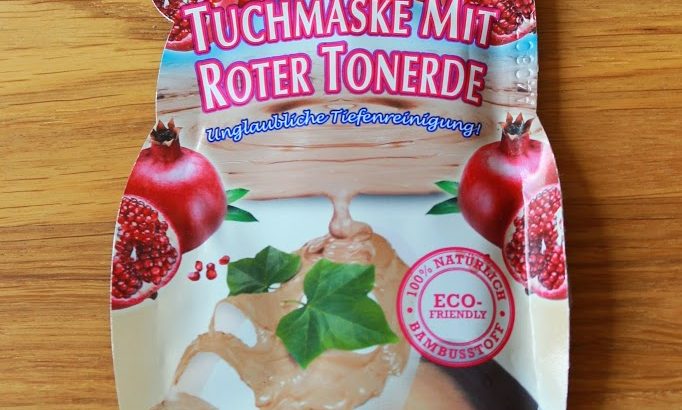 TUCHMASKE MIT
ROTER TONERDE
Unglaubliche Tiefenreinigung!
100% NATÜRLICH
ECO-
FRIENDLY
BAMBUSSTOFF